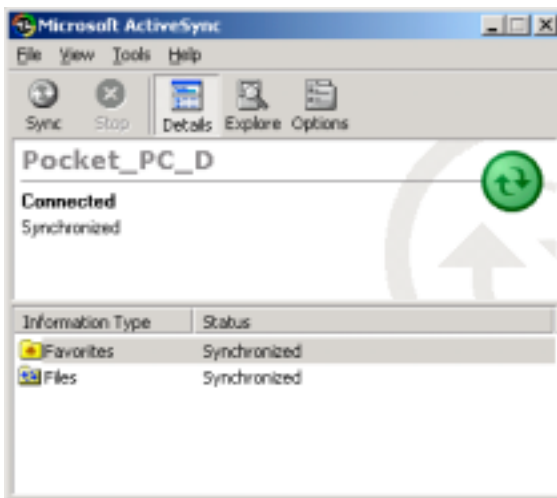 Microsoft ActiveSync
File View Tools Help
Sync Stop Details Explore Options
Pocket_PC_D
Connected
Synchronized
Information Type Status
Favorites Synchronized
Files Synchronized